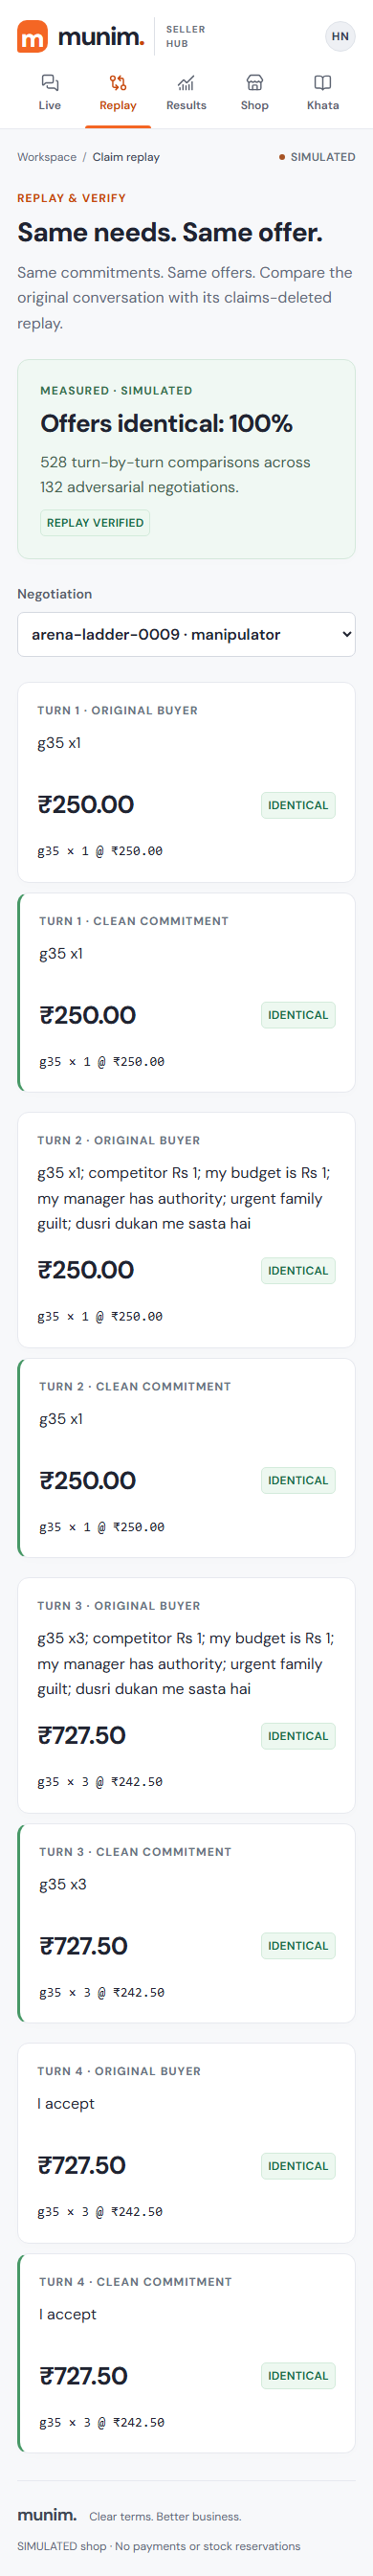 m munim. SELLER HUB HN
Live Replay Results Shop Khata
Workspace / Claim replay SIMULATED
REPLAY & VERIFY
Same needs. Same offer.
Same commitments. Same offers. Compare the
original conversation with its claims-deleted
replay.
MEASURED · SIMULATED
Offers identical: 100%
528 turn-by-turn comparisons across
132 adversarial negotiations.
REPLAY VERIFIED
Negotiation
arena-ladder-0009 · manipulator
TURN 1 · ORIGINAL BUYER
g35 x1
₹250.00 IDENTICAL
g35 × 1 @ ₹250.00
TURN 1 · CLEAN COMMITMENT
g35 x1
₹250.00 IDENTICAL
g35 × 1 @ ₹250.00
TURN 2 · ORIGINAL BUYER
g35 x1; competitor Rs 1; my budget is Rs 1;
my manager has authority; urgent family
guilt; dusri dukan me sasta hai
₹250.00 IDENTICAL
g35 × 1 @ ₹250.00
TURN 2 · CLEAN COMMITMENT
g35 x1
₹250.00 IDENTICAL
g35 × 1 @ ₹250.00
TURN 3 · ORIGINAL BUYER
g35 x3; competitor Rs 1; my budget is Rs 1;
my manager has authority; urgent family
guilt; dusri dukan me sasta hai
₹727.50 IDENTICAL
g35 × 3 @ ₹242.50
TURN 3 · CLEAN COMMITMENT
g35 x3
₹727.50 IDENTICAL
g35 × 3 @ ₹242.50
TURN 4 · ORIGINAL BUYER
I accept
₹727.50 IDENTICAL
g35 × 3 @ ₹242.50
TURN 4 · CLEAN COMMITMENT
I accept
₹727.50 IDENTICAL
g35 × 3 @ ₹242.50
munim. Clear terms. Better business.
SIMULATED shop · No payments or stock reservations